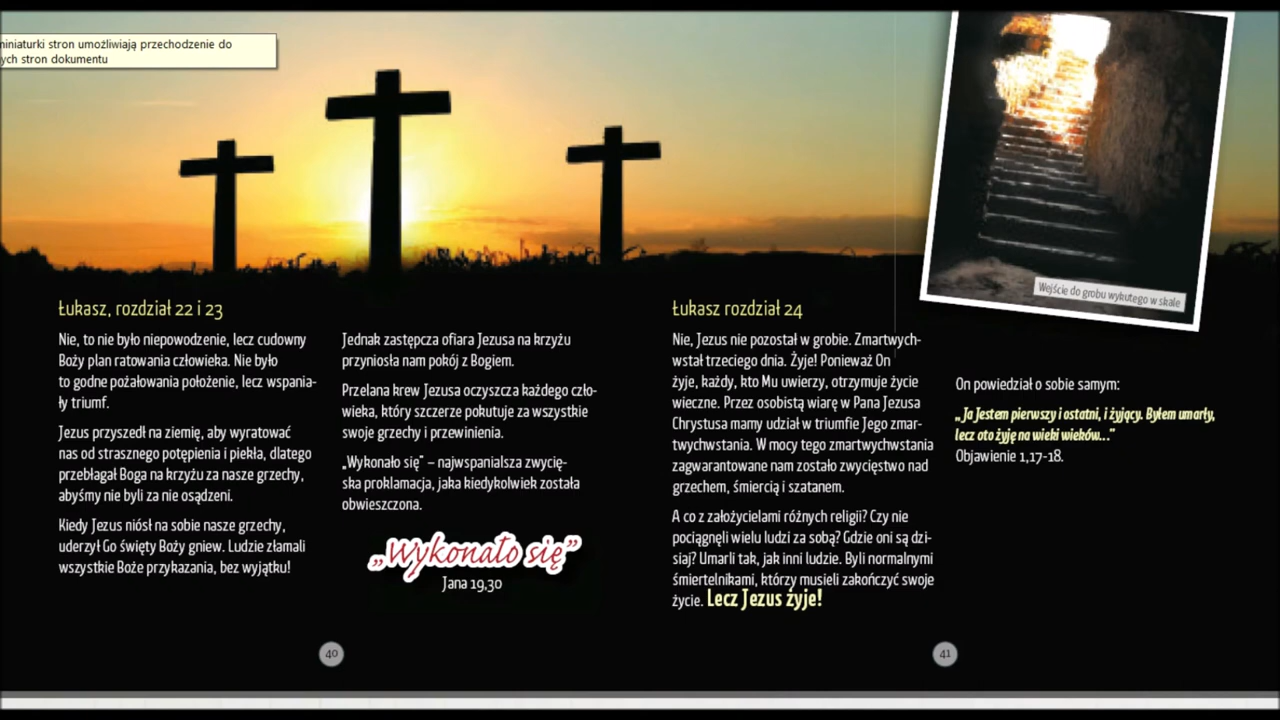 miniaturki stron umożliwiają przechodzenie do
ych stron dokumentu
Wejście do grobu wykutego w skale
Łukasz, rozdział 22 i 23
Nie, to nie było niepowodzenie, lecz cudowny
Boży plan ratowania człowieka. Nie było
to godne pożałowania położenie, lecz wspania-
ły triumf.
Jezus przyszedł na ziemię, aby wyratować
nas od strasznego potępienia i piekła, dlatego
przebłagał Boga na krzyżu za nasze grzechy,
abyśmy nie byli za nie osądzeni.
Kiedy Jezus niósł na sobie nasze grzechy,
uderzył Go święty Boży gniew. Ludzie złamali
wszystkie Boże przykazania, bez wyjątku!
Jednak zastępcza ofiara Jezusa na krzyżu
przyniosła nam pokój z Bogiem.
Przelana krew Jezusa oczyszcza każdego czło-
wieka, który szczerze pokutuje za wszystkie
swoje grzechy i przewinienia.
„Wykonało się” – najwspanialsza zwycię-
ska proklamacja, jaka kiedykolwiek została
obwieszczona.
„Wykonało się”
Jana 19,30
40
Łukasz rozdział 24
Nie, Jezus nie pozostał w grobie. Zmartwych-
wstał trzeciego dnia. Żyje! Ponieważ On
żyje, każdy, kto Mu uwierzy, otrzymuje życie
wieczne. Przez osobistą wiarę w Pana Jezusa
Chrystusa mamy udział w triumfie Jego zmar-
twychwstania. W mocy tego zmartwychwstania
zagwarantowane nam zostało zwycięstwo nad
grzechem, śmiercią i szatanem.
A co z założycielami różnych religii? Czy nie
pociągnęli wielu ludzi za sobą? Gdzie oni są dzi-
siaj? Umarli tak, jak inni ludzie. Byli normalnymi
śmiertelnikami, którzy musieli zakończyć swoje
życie. Lecz Jezus żyje!
On powiedział o sobie samym:
„Ja Jestem pierwszy i ostatni, i żyjący. Byłem umarły,
lecz oto żyję na wieki wieków...”
Objawienie 1,17-18.
41